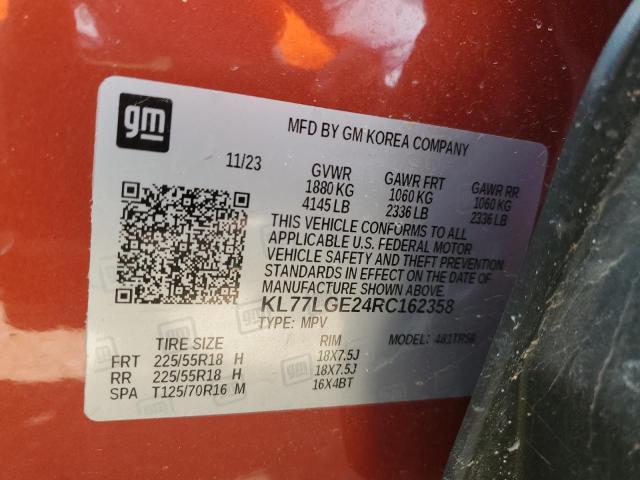 gm
MFD BY GM KOREA COMPANY
11/23 GVWR GAWR FRT GAWR RR
1880 KG 1060 KG 1060 KG
4145 LB 2336 LB 2336 LB
THIS VEHICLE CONFORMS TO ALL
APPLICABLE U.S. FEDERAL MOTOR
VEHICLE SAFETY AND THEFT PREVENTION
STANDARDS IN EFFECT ON THE DATE OF
MANUFACTURE SHOWN ABOVE.
KL77LGE24RC162358
TYPE: MPV MODEL:
TIRE SIZE RIM
FRT 225/55R18 H 18X7.5J
RR 225/55R18 H 18X7.5J
SPA T125/70R16 M 16X4BT